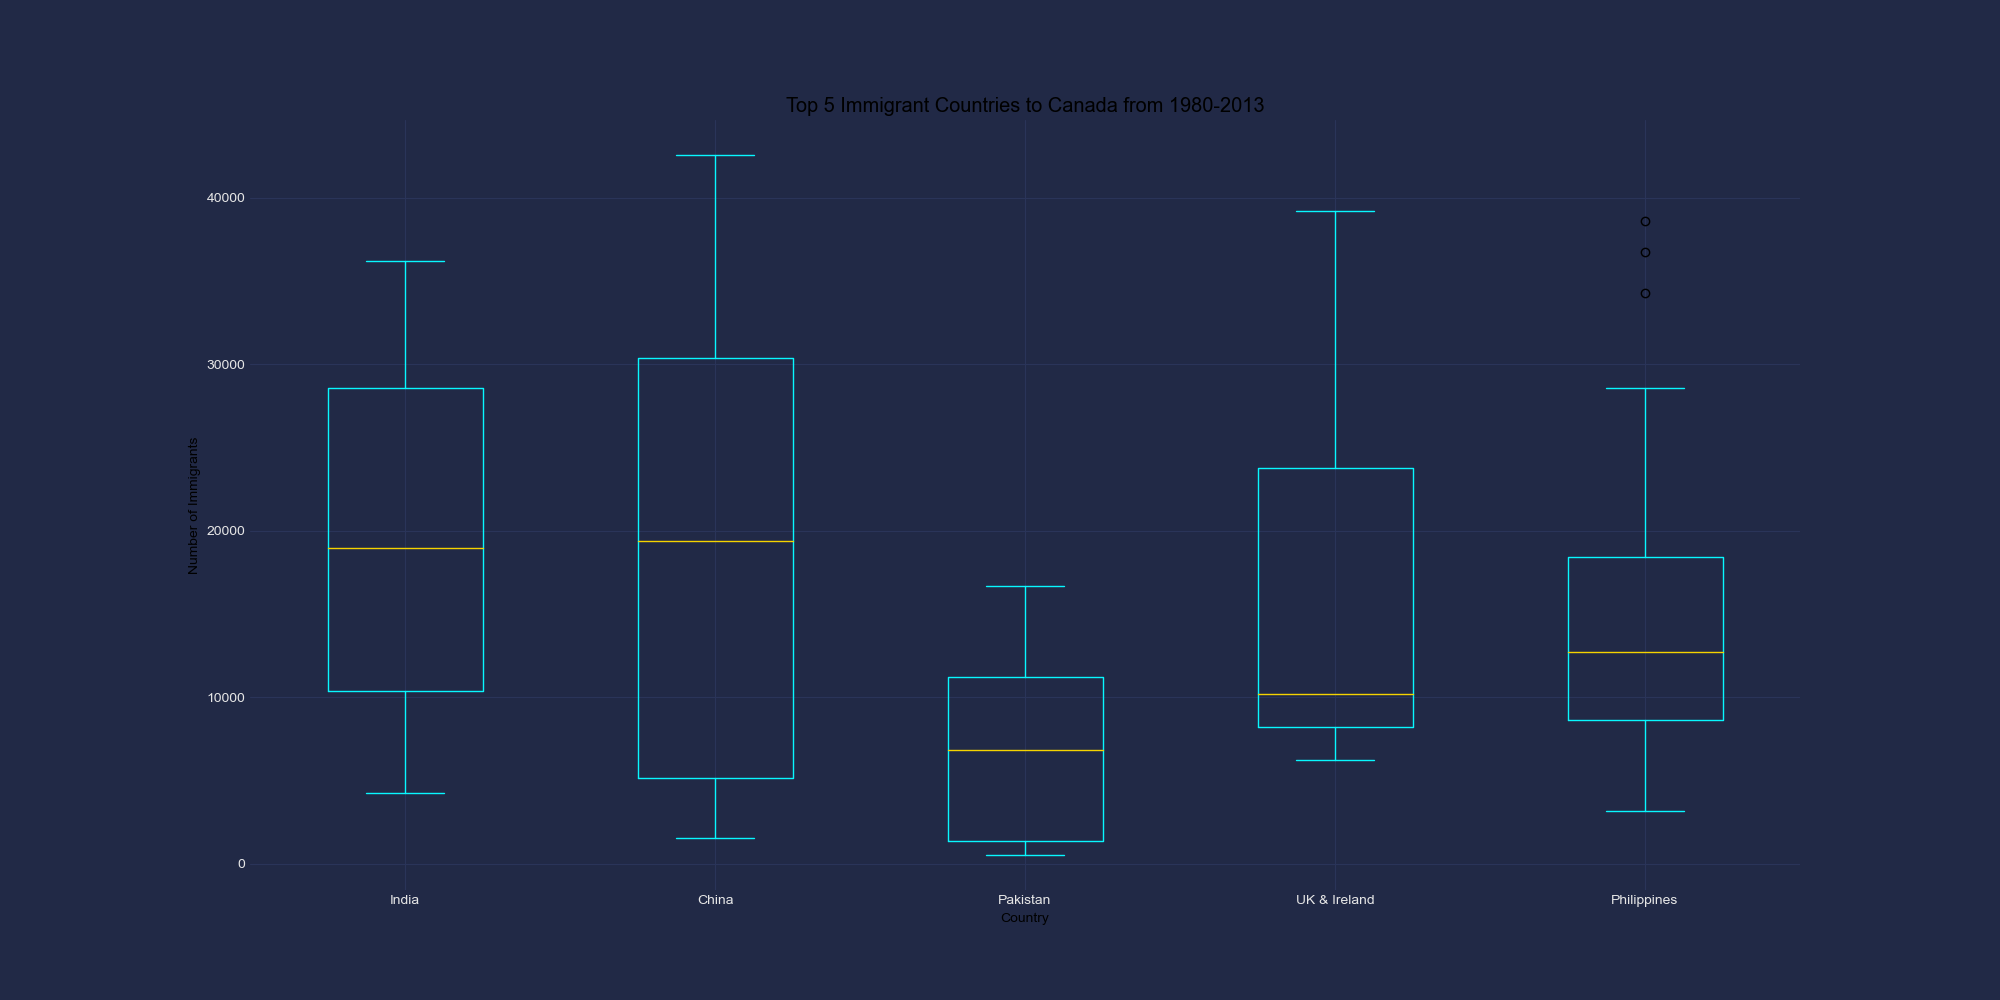 Top 5 Immigrant Countries to Canada from 1980-2013
Number of Immigrants
40000
30000
20000
10000
0
India
China
Pakistan
UK & Ireland
Philippines
Country